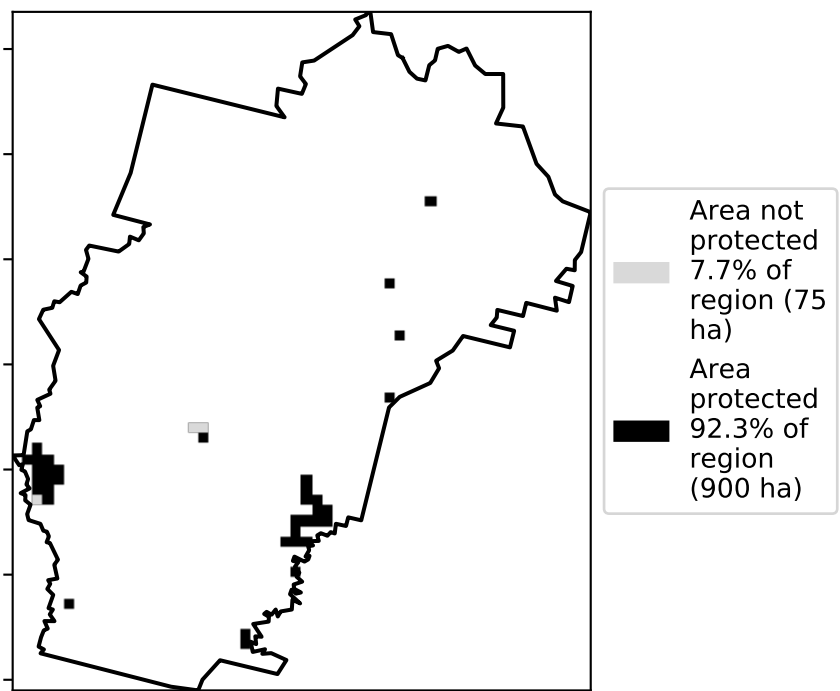 Area not
protected
7.7% of
region (75
ha)
Area
protected
92.3% of
region
(900 ha)